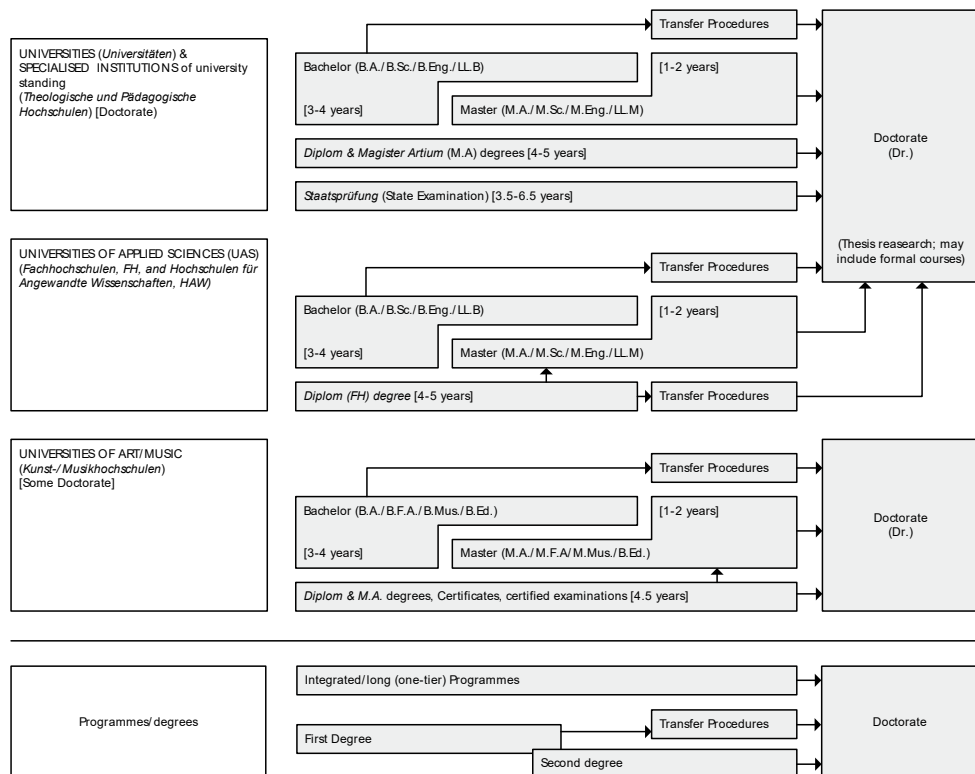 Transfer Procedures
UNIVERSITIES (Universitäten) &
SPECIALISED INSTITUTIONS of university
standing
(Theologische und Pädagogische
Hochschulen) [Doctorate)
Bachelor (B.A./B.Sc./B.Eng./LL.B)
[3-4 years]
[1-2 years]
Master (M.A./M.Sc./M.Eng./LL.M)
Diplom & Magister Artium (M.A) degrees [4-5 years]
Staatsprüfung (State Examination) [3.5-6.5 years]
Doctorate
(Dr.)
(Thesis reasearch; may
include formal courses)
UNIVERSITIES OF APPLIED SCIENCES (UAS)
(Fachhochschulen, FH, and Hochschulen für
Angewandte Wissenschaften, HAW)
Transfer Procedures
Bachelor (B.A./B.Sc./B.Eng./LL.B)
[3-4 years]
[1-2 years]
Master (M.A./M.Sc./M.Eng./LL.M)
Diplom (FH) degree [4-5 years]
Transfer Procedures
UNIVERSITIES OF ART/MUSIC
(Kunst-/Musikhochschulen)
[Some Doctorate]
Transfer Procedures
Bachelor (B.A./B.F.A./B.Mus./B.Ed.)
[3-4 years]
[1-2 years]
Master (M.A./M.F.A/M.Mus./B.Ed.)
Diplom & M.A. degrees, Certificates, certified examinations [4.5 years]
Doctorate
(Dr.)
Programmes/degrees
Integrated/long (one-tier) Programmes
Transfer Procedures
First Degree
Second degree
Doctorate